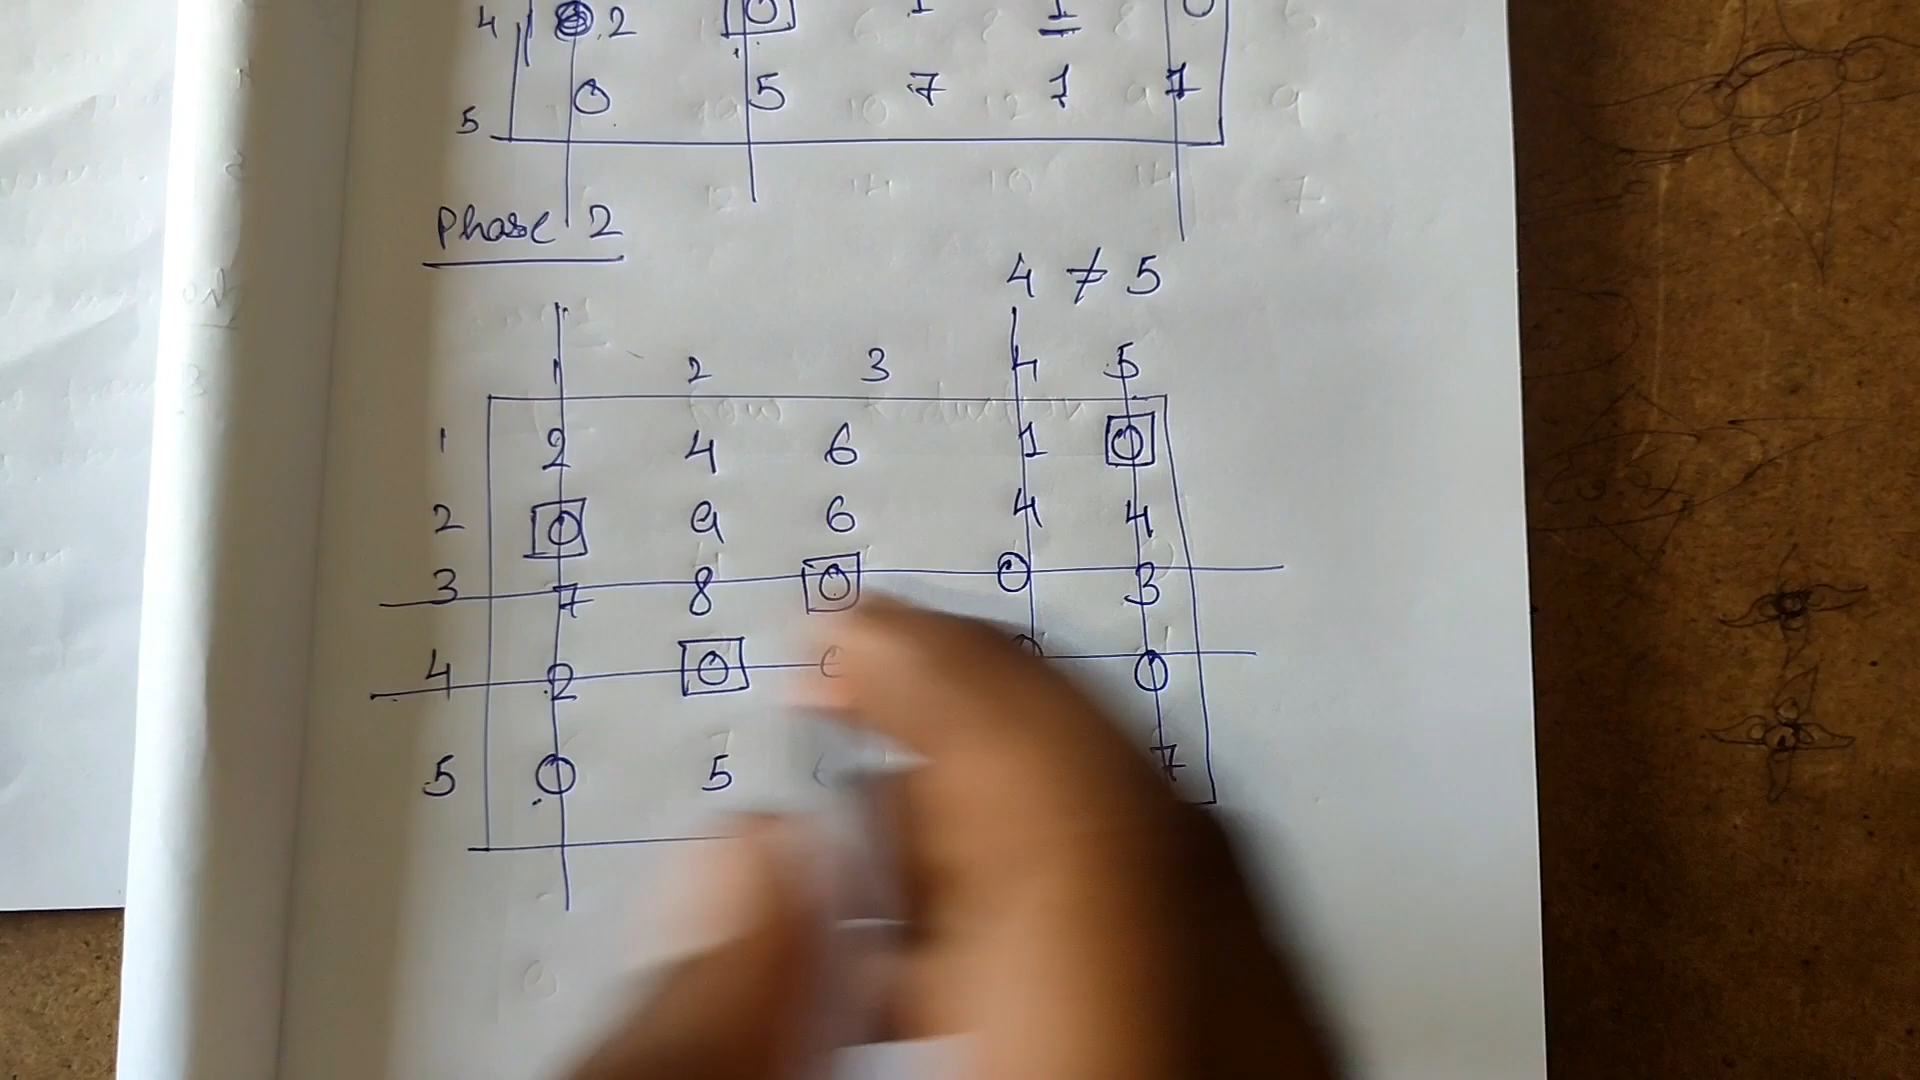 4 2 0 1 1 0
0 5 7 1 7
5
Phase 2
4 ≠ 5
1 2 3 4 5
1 2 4 6 1 0
2 0 9 6 4 4
3 7 8 0 0 3
4 2 0 0
5 0 5 7